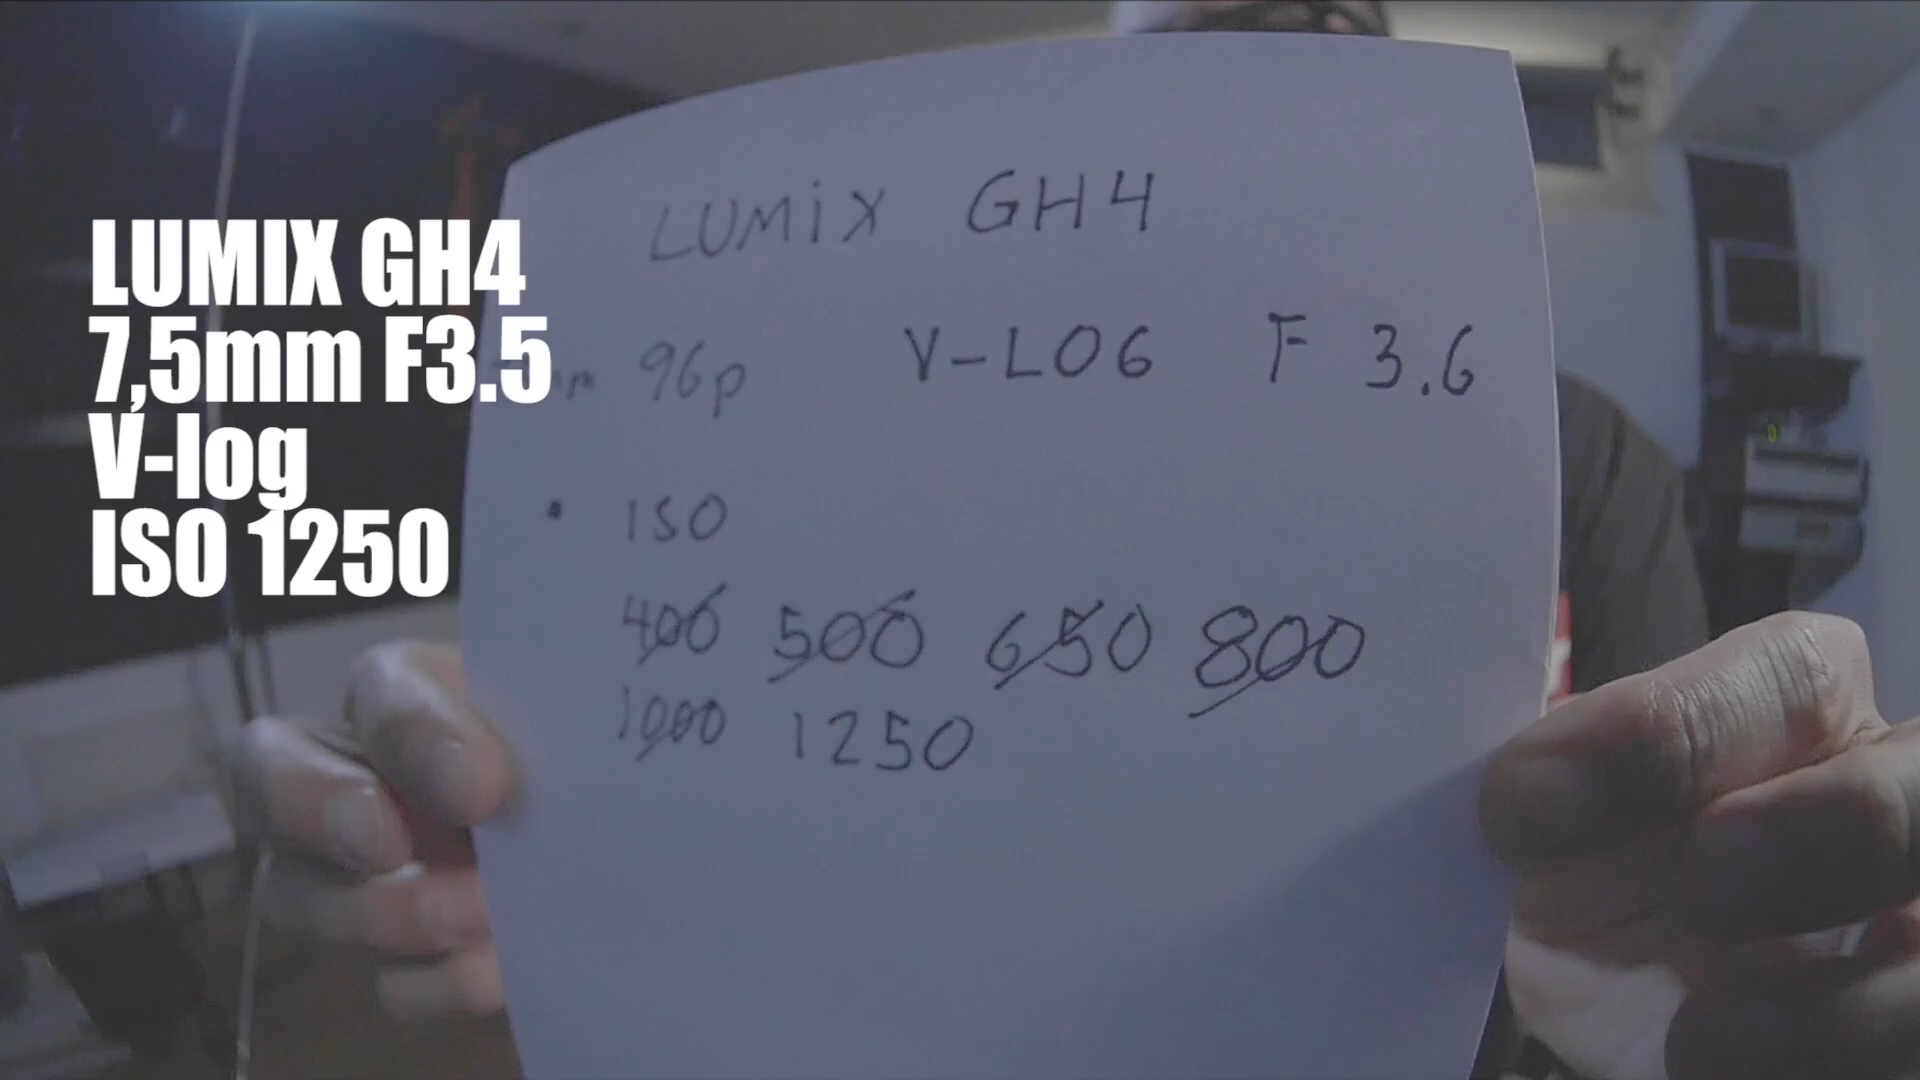 LUMIX GH4
7,5mm F3.5
V-log
ISO 1250
LUMiX GH4
96p V-LOG F 3.6
• ISO
400 500 650 800
1000 1250